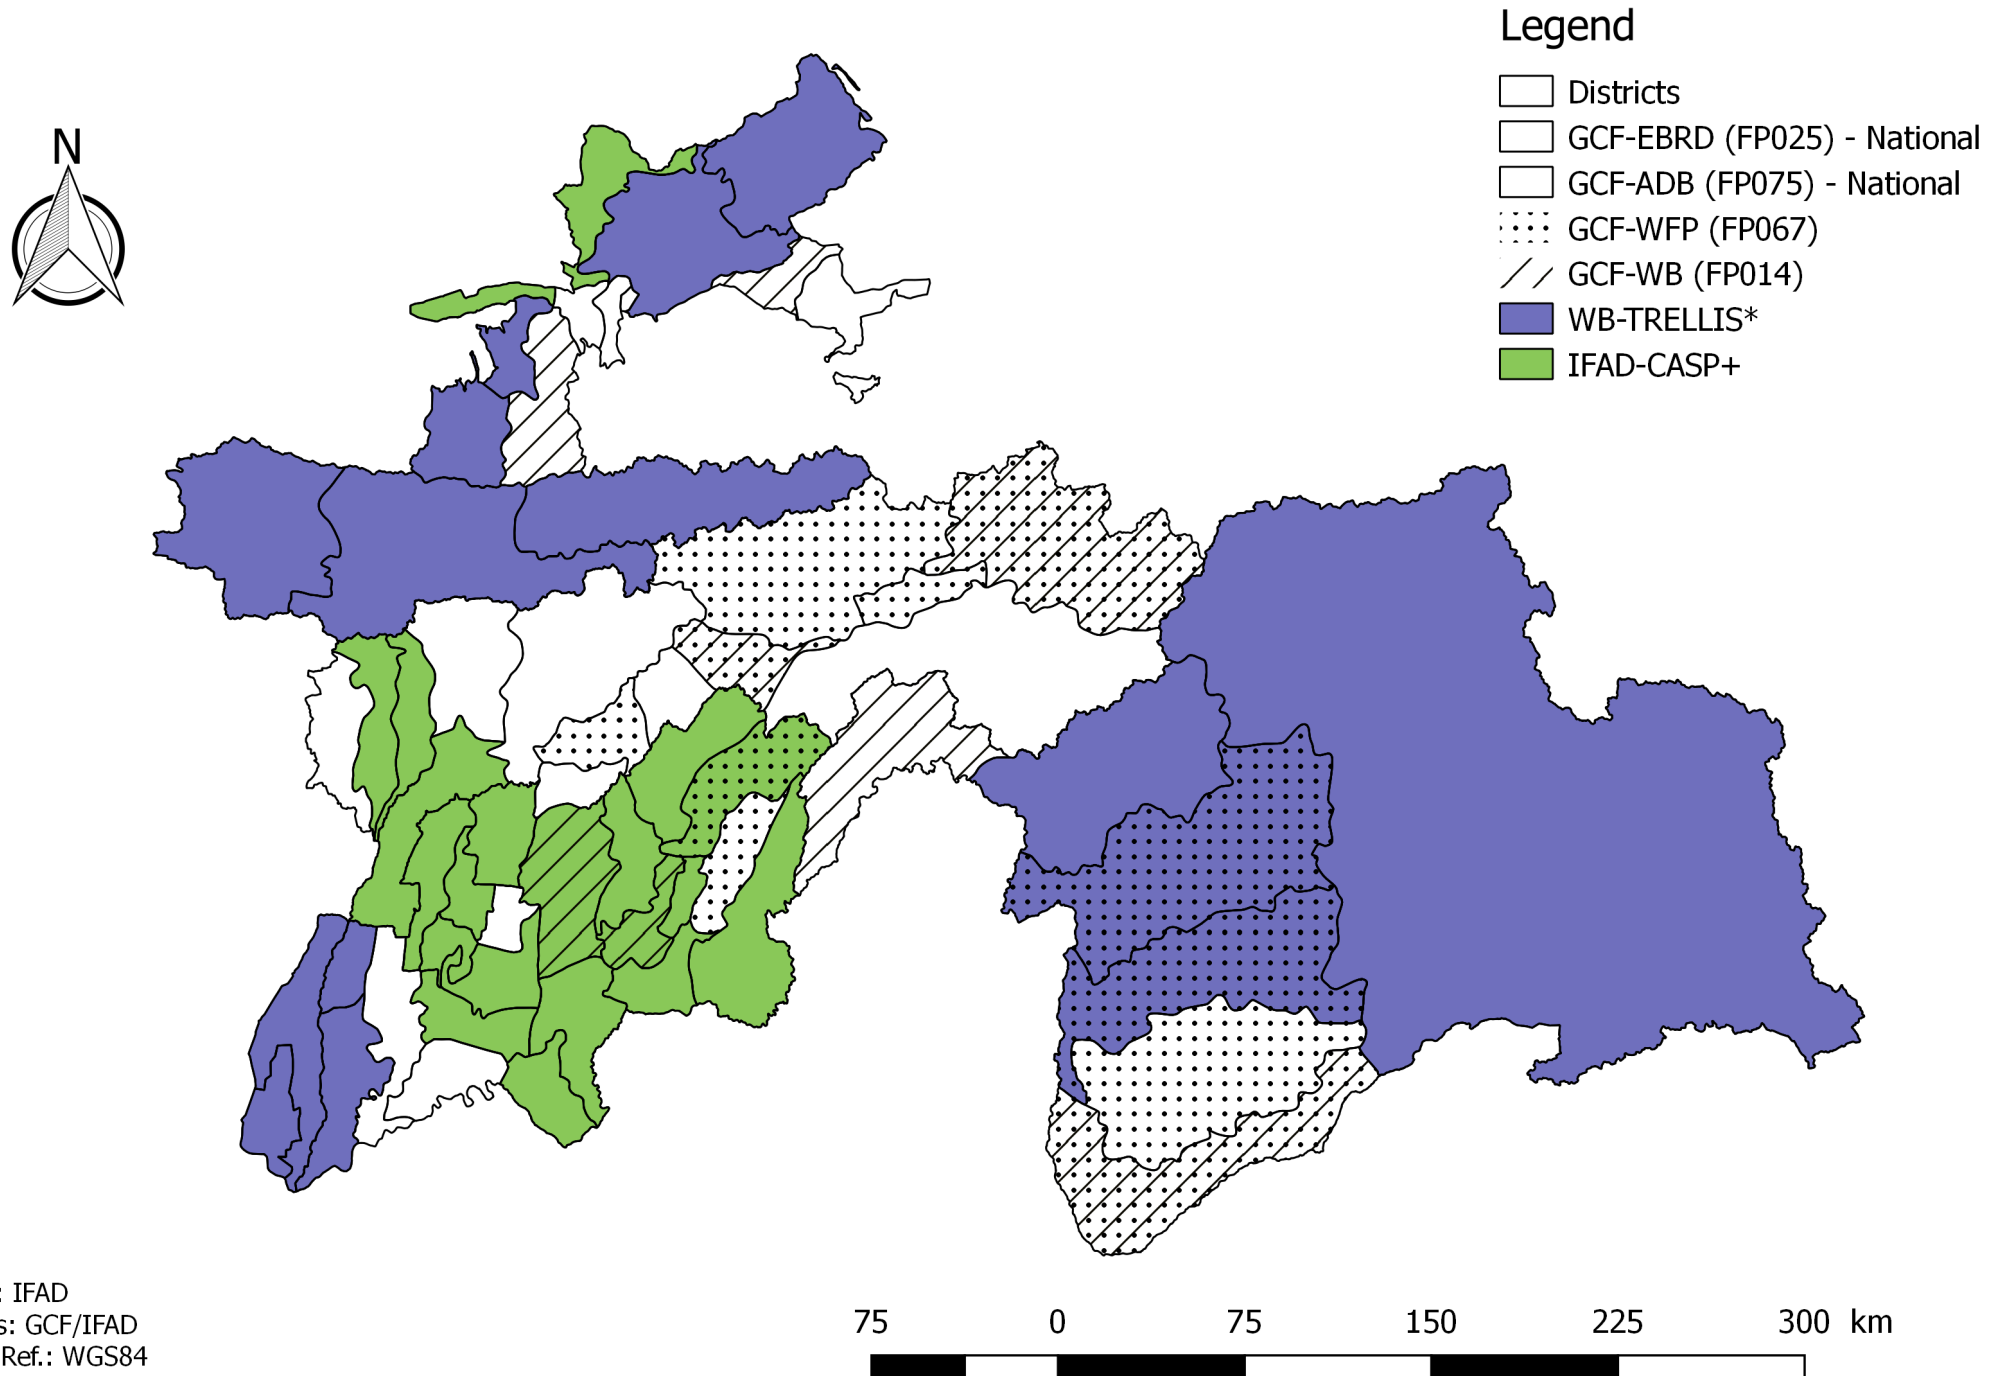 Legend
Districts
GCF-EBRD (FP025) - National
GCF-ADB (FP075) - National
GCF-WFP (FP067)
GCF-WB (FP014)
WB-TRELLIS*
IFAD-CASP+
N
: IFAD
s: GCF/IFAD
Ref.: WGS84
75 0 75 150 225 300 km